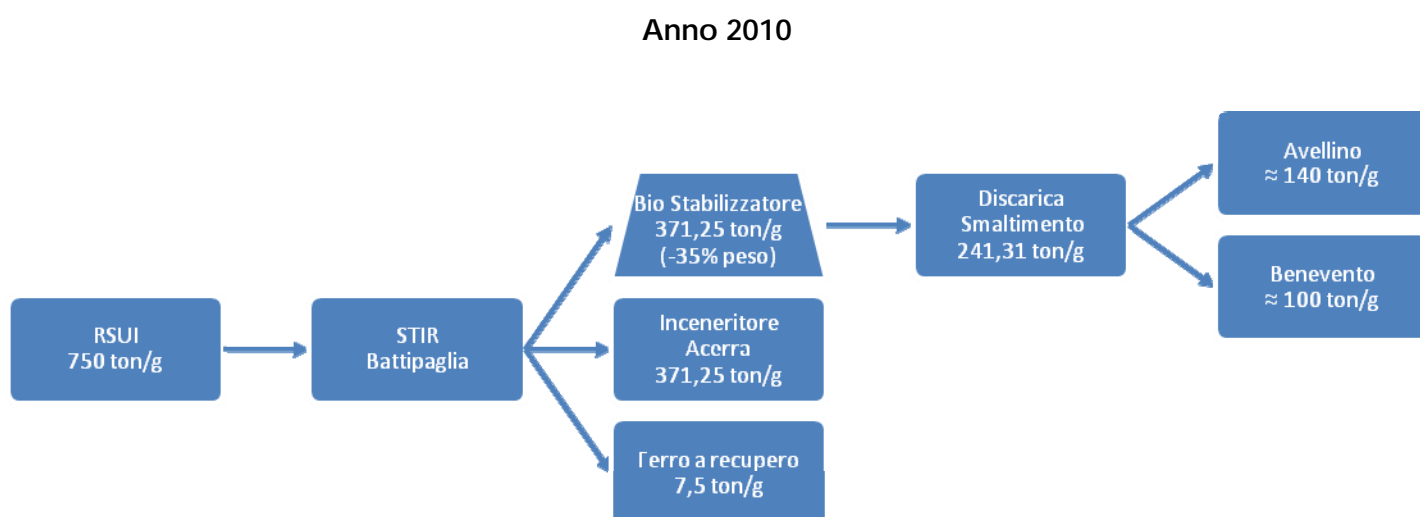 Anno 2010
RSUI
750 ton/g
STIR
Battipaglia
Bio Stabilizzatore
371,25 ton/g
(-35% peso)
Inceneritore
Acerra
371,25 ton/g
Ferro a recupero
7,5 ton/g
Discarica
Smaltimento
241,31 ton/g
Avellino
≈ 140 ton/g
Benevento
≈ 100 ton/g